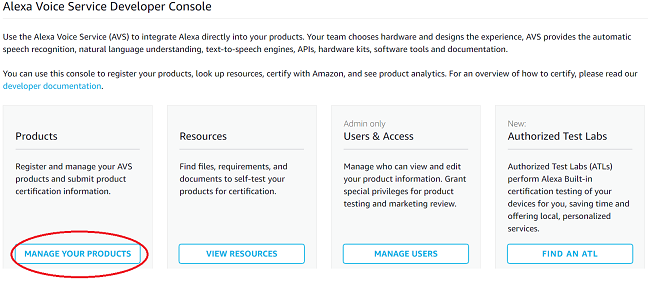 Alexa Voice Service Developer Console
Use the Alexa Voice Service (AVS) to integrate Alexa directly into your products. Your team chooses hardware and designs the experience, AVS provides the automatic
speech recognition, natural language understanding, text-to-speech engines, APIs, hardware kits, software tools and documentation.
You can use this console to register your products, look up resources, certify with Amazon, and see product analytics. For an overview of how to certify, please read our
developer documentation.
Products
Register and manage your AVS
products and submit product
certification information.
MANAGE YOUR PRODUCTS
Resources
Find files, requirements, and
documents to self-test your
products for certification.
VIEW RESOURCES
Admin only
Users & Access
Manage who can view and edit
your product information. Grant
special privileges for product
testing and marketing review.
MANAGE USERS
New:
Authorized Test Labs
Authorized Test Labs (ATLs)
perform Alexa Built-in
certification testing of your
devices for you, saving time and
offering local, personalized
services.
FIND AN ATL